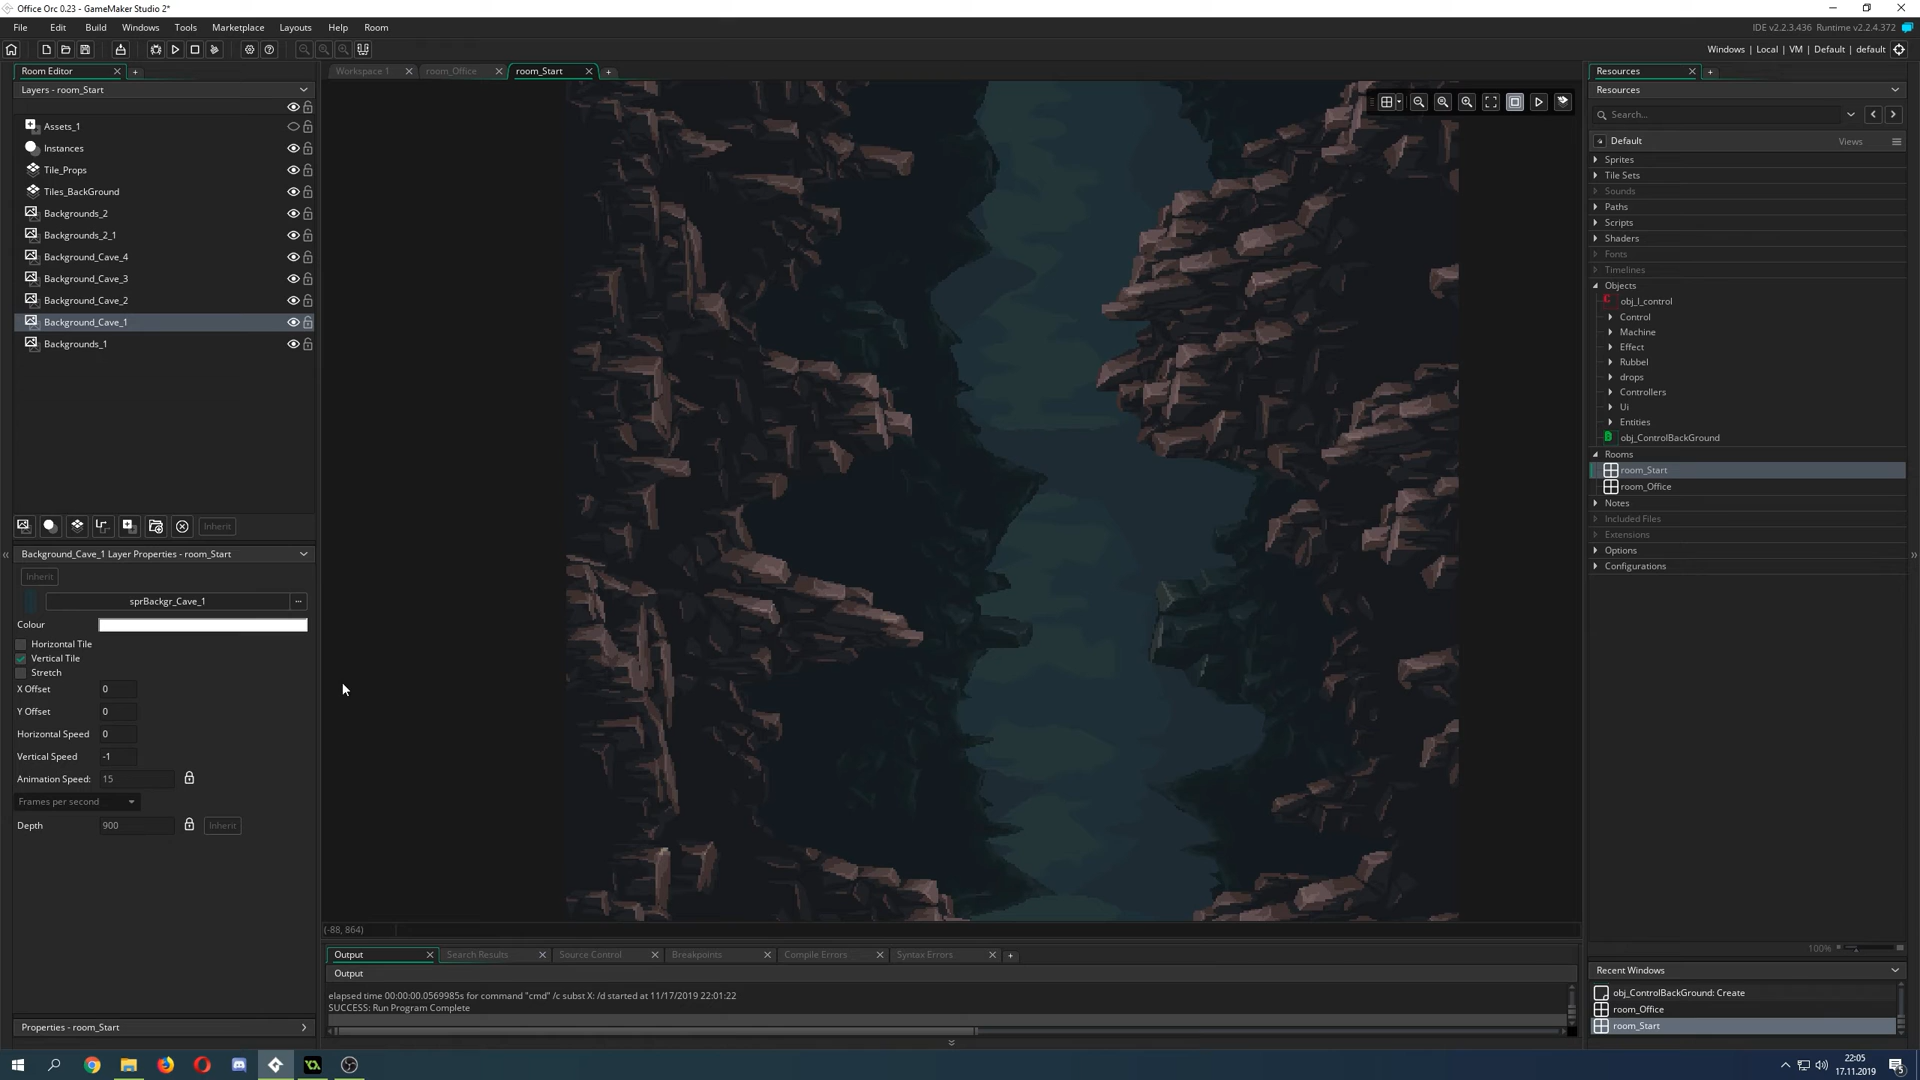 Office Orc 0.23 - GameMaker Studio 2*
File Edit Build Windows Tools Marketplace Layouts Help Room
IDE v2.2.3.436 Runtime v2.2.4.372
Windows | Local | VM | Default | default
Room Editor
Workspace 1
room_Office
room_Start
Resources
Layers - room_Start
Assets_1
Instances
Tile_Props
Tiles_BackGround
Backgrounds_2
Backgrounds_2_1
Background_Cave_4
Background_Cave_3
Background_Cave_2
Background_Cave_1
Backgrounds_1
Inherit
Background_Cave_1 Layer Properties - room_Start
Inherit
sprBackgr_Cave_1
...
Colour
Horizontal Tile
Vertical Tile
Stretch
X Offset 0
Y Offset 0
Horizontal Speed 0
Vertical Speed -1
Animation Speed: 15
Frames per second
Depth 900 Inherit
Properties - room_Start
(-88, 864)
Output
Search Results
Source Control
Breakpoints
Compile Errors
Syntax Errors
Output
elapsed time 00:00:00.0569985s for command "cmd" /c subst X: /d started at 11/17/2019 22:01:22
SUCCESS: Run Program Complete
Resources
Search...
Default Views
Sprites
Tile Sets
Sounds
Paths
Scripts
Shaders
Fonts
Timelines
Objects
obj_I_control
Control
Machine
Effect
Rubbel
drops
Controllers
Ui
Entities
obj_ControlBackGround
Rooms
room_Start
room_Office
Notes
Included Files
Extensions
Options
Configurations
100%
Recent Windows
obj_ControlBackGround: Create
room_Office
room_Start
22:05
17.11.2019
5